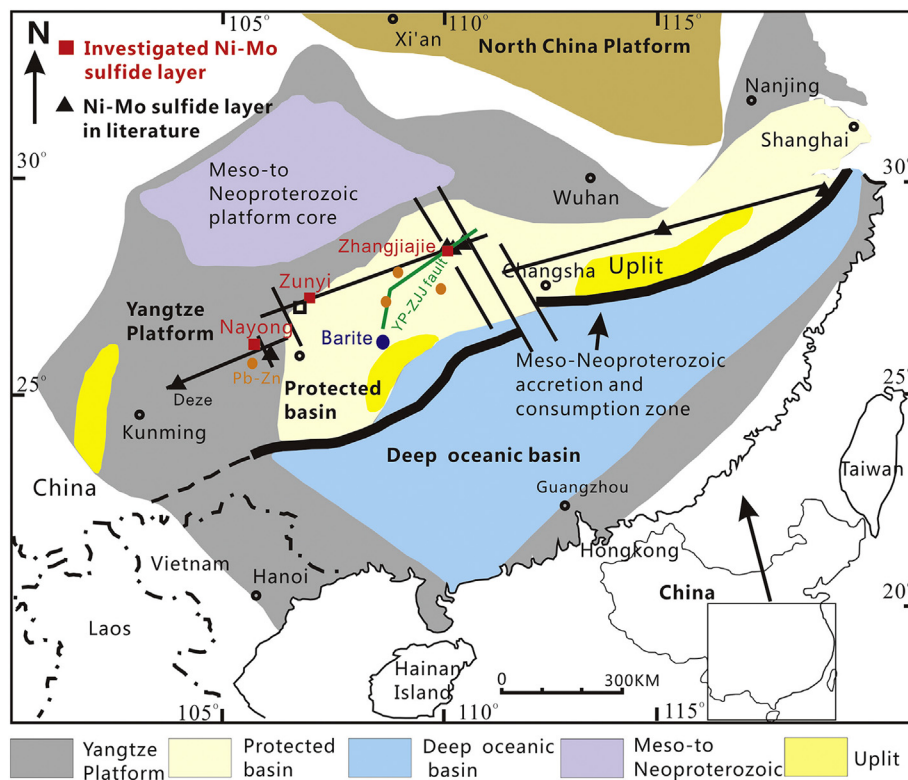 105°
110°
115°
N
Xi'an
North China Platform
Investigated Ni-Mo
sulfide layer
Ni-Mo sulfide layer
in literature
Nanjing
Shanghai
30°
30°
Meso-to
Neoproterozoic
platform core
Wuhan
Zhangjiajie
Changsha
Uplit
Zunyi
YP-ZJJ fault
Yangtze
Platform
Nayong
Barite
Pb-Zn
Meso-Neoproterozoic
accretion and
consumption zone
25°
25°
Deze
Protected
basin
Kunming
Deep oceanic basin
Taiwan
China
Guangzhou
Hongkong
Vietnam
Hanoi
China
20°
Laos
Hainan
Island
0
300KM
105°
110°
115°
Yangtze
Platform
Protected
basin
Deep oceanic
basin
Meso-to
Neoproterozoic
Uplit